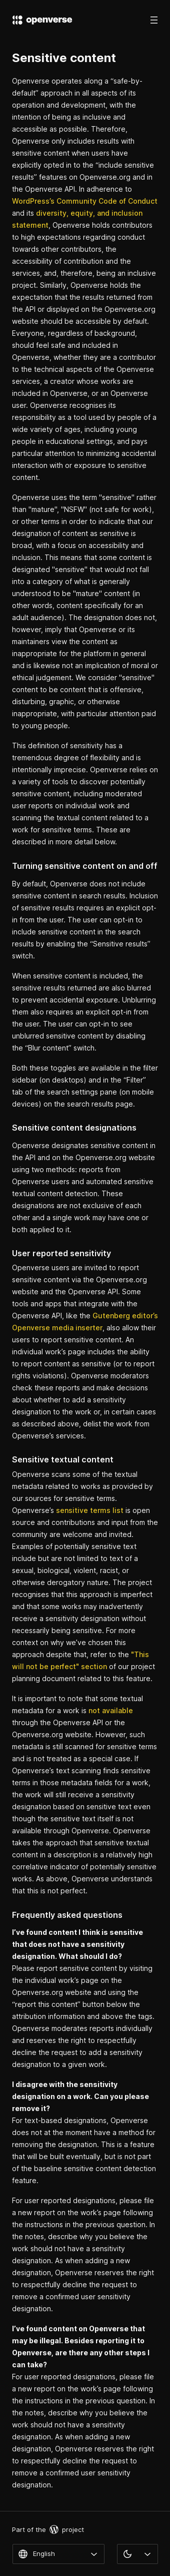 openverse
Sensitive content
Openverse operates along a “safe-by-
default” approach in all aspects of its
operation and development, with the
intention of being as inclusive and
accessible as possible. Therefore,
Openverse only includes results with
sensitive content when users have
explicitly opted in to the “include sensitive
results” features on Openverse.org and in
the Openverse API. In adherence to
WordPress’s Community Code of Conduct
and its diversity, equity, and inclusion
statement, Openverse holds contributors
to high expectations regarding conduct
towards other contributors, the
accessibility of contribution and the
services, and, therefore, being an inclusive
project. Similarly, Openverse holds the
expectation that the results returned from
the API or displayed on the Openverse.org
website should be accessible by default.
Everyone, regardless of background,
should feel safe and included in
Openverse, whether they are a contributor
to the technical aspects of the Openverse
services, a creator whose works are
included in Openverse, or an Openverse
user. Openverse recognises its
responsibility as a tool used by people of a
wide variety of ages, including young
people in educational settings, and pays
particular attention to minimizing accidental
interaction with or exposure to sensitive
content.
Openverse uses the term "sensitive" rather
than "mature", "NSFW" (not safe for work),
or other terms in order to indicate that our
designation of content as sensitive is
broad, with a focus on accessibility and
inclusion. This means that some content is
designated "sensitive" that would not fall
into a category of what is generally
understood to be "mature" content (in
other words, content specifically for an
adult audience). The designation does not,
however, imply that Openverse or its
maintainers view the content as
inappropriate for the platform in general
and is likewise not an implication of moral or
ethical judgement. We consider "sensitive"
content to be content that is offensive,
disturbing, graphic, or otherwise
inappropriate, with particular attention paid
to young people.
This definition of sensitivity has a
tremendous degree of flexibility and is
intentionally imprecise. Openverse relies on
a variety of tools to discover potentially
sensitive content, including moderated
user reports on individual work and
scanning the textual content related to a
work for sensitive terms. These are
described in more detail below.
Turning sensitive content on and off
By default, Openverse does not include
sensitive content in search results. Inclusion
of sensitive results requires an explicit opt-
in from the user. The user can opt-in to
include sensitive content in the search
results by enabling the “Sensitive results”
switch.
When sensitive content is included, the
sensitive results returned are also blurred
to prevent accidental exposure. Unblurring
them also requires an explicit opt-in from
the user. The user can opt-in to see
unblurred sensitive content by disabling
the “Blur content” switch.
Both these toggles are available in the filter
sidebar (on desktops) and in the “Filter”
tab of the search settings pane (on mobile
devices) on the search results page.
Sensitive content designations
Openverse designates sensitive content in
the API and on the Openverse.org website
using two methods: reports from
Openverse users and automated sensitive
textual content detection. These
designations are not exclusive of each
other and a single work may have one or
both applied to it.
User reported sensitivity
Openverse users are invited to report
sensitive content via the Openverse.org
website and the Openverse API. Some
tools and apps that integrate with the
Openverse API, like the Gutenberg editor’s
Openverse media inserter, also allow their
users to report sensitive content. An
individual work’s page includes the ability
to report content as sensitive (or to report
rights violations). Openverse moderators
check these reports and make decisions
about whether to add a sensitivity
designation to the work or, in certain cases
as described above, delist the work from
Openverse’s services.
Sensitive textual content
Openverse scans some of the textual
metadata related to works as provided by
our sources for sensitive terms.
Openverse’s sensitive terms list is open
source and contributions and input from the
community are welcome and invited.
Examples of potentially sensitive text
include but are not limited to text of a
sexual, biological, violent, racist, or
otherwise derogatory nature. The project
recognises that this approach is imperfect
and that some works may inadvertently
receive a sensitivity designation without
necessarily being sensitive. For more
context on why we’ve chosen this
approach despite that, refer to the "This
will not be perfect" section of our project
planning document related to this feature.
It is important to note that some textual
metadata for a work is not available
through the Openverse API or the
Openverse.org website. However, such
metadata is still scanned for sensitive terms
and is not treated as a special case. If
Openverse’s text scanning finds sensitive
terms in those metadata fields for a work,
the work will still receive a sensitivity
designation based on sensitive text even
though the sensitive text itself is not
available through Openverse. Openverse
takes the approach that sensitive textual
content in a description is a relatively high
correlative indicator of potentially sensitive
works. As above, Openverse understands
that this is not perfect.
Frequently asked questions
I’ve found content I think is sensitive
that does not have a sensitivity
designation. What should I do?
Please report sensitive content by visiting
the individual work’s page on the
Openverse.org website and using the
“report this content” button below the
attribution information and above the tags.
Openverse moderates reports individually
and reserves the right to respectfully
decline the request to add a sensitivity
designation to a given work.
I disagree with the sensitivity
designation on a work. Can you please
remove it?
For text-based designations, Openverse
does not at the moment have a method for
removing the designation. This is a feature
that will be built eventually, but is not part
of the baseline sensitive content detection
feature.
For user reported designations, please file
a new report on the work’s page following
the instructions in the previous question. In
the notes, describe why you believe the
work should not have a sensitivity
designation. As when adding a new
designation, Openverse reserves the right
to respectfully decline the request to
remove a confirmed user sensitivity
designation.
I’ve found content on Openverse that
may be illegal. Besides reporting it to
Openverse, are there any other steps I
can take?
For user reported designations, please file
a new report on the work’s page following
the instructions in the previous question. In
the notes, describe why you believe the
work should not have a sensitivity
designation. As when adding a new
designation, Openverse reserves the right
to respectfully decline the request to
remove a confirmed user sensitivity
designation.
Part of the project
English